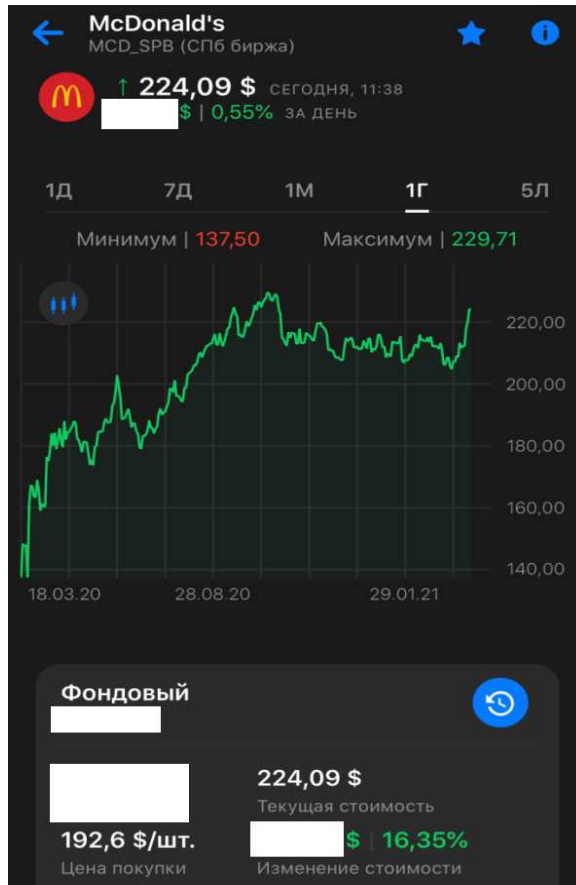 McDonald's
MCD_SPB (СПб биржа)
↑ 224,09 $ СЕГОДНЯ, 11:38
$ | 0,55% ЗА ДЕНЬ
1Д 7Д 1М 1Г 5Л
Минимум | 137,50 Максимум | 229,71
220,00
200,00
180,00
160,00
140,00
18.03.20 28.08.20 29.01.21
Фондовый
224,09 $
Текущая стоимость
192,6 $/шт. $ | 16,35%
Цена покупки Изменение стоимости